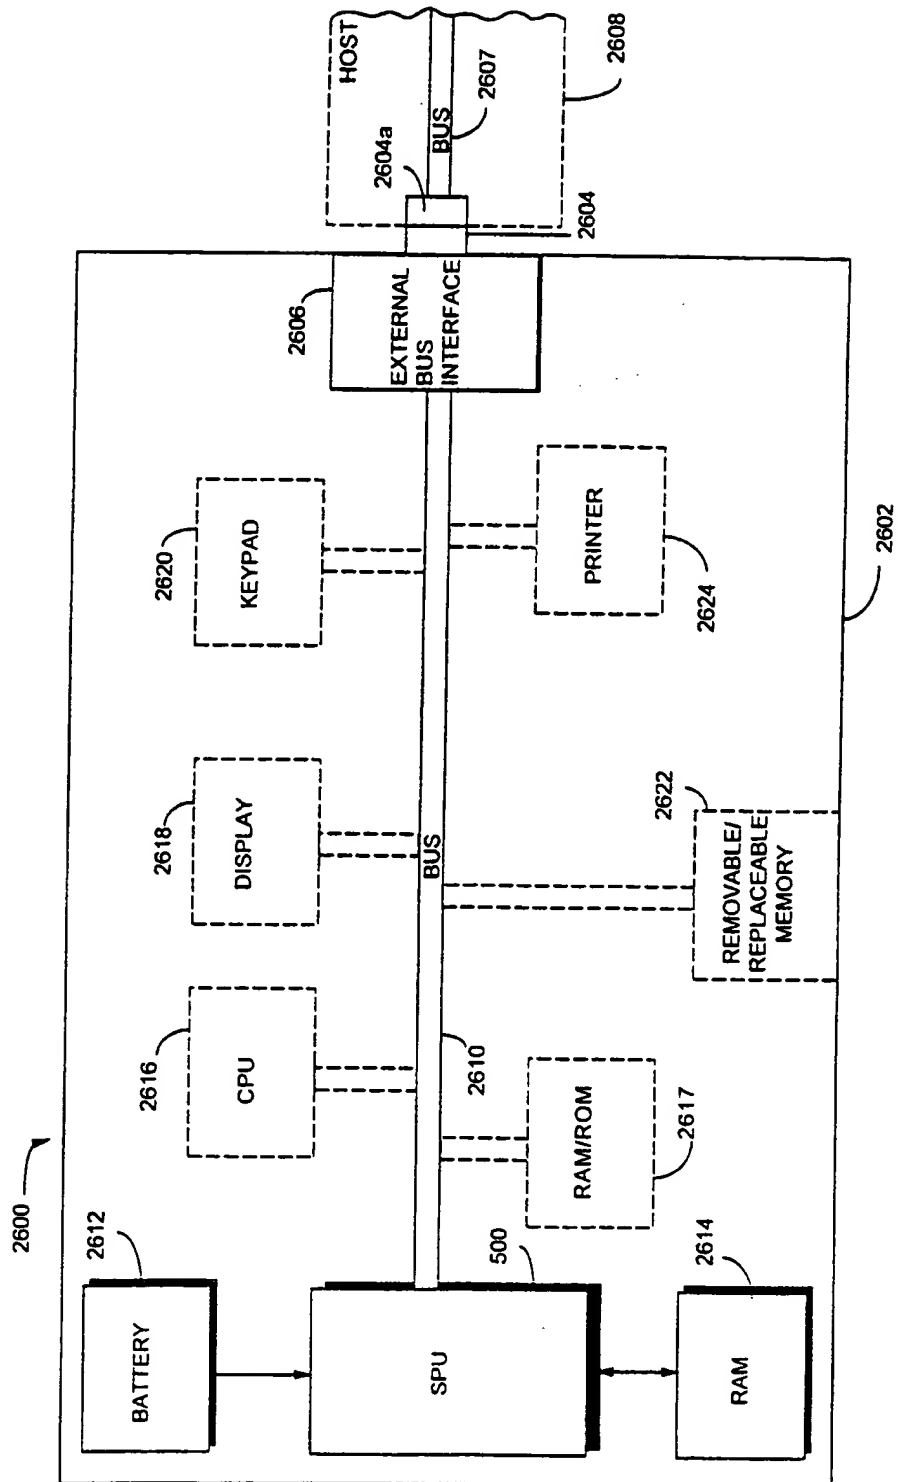 2600
BATTERY
2612
SPU
500
RAM
2614
CPU
2616
RAM/ROM
2617
BUS
2610
DISPLAY
2618
REMOVABLE/
REPLACEABLE
MEMORY
2622
KEYPAD
2620
PRINTER
2624
2602
EXTERNAL
BUS
INTERFACE
2606
2604
2604a
HOST
BUS
2607
2608